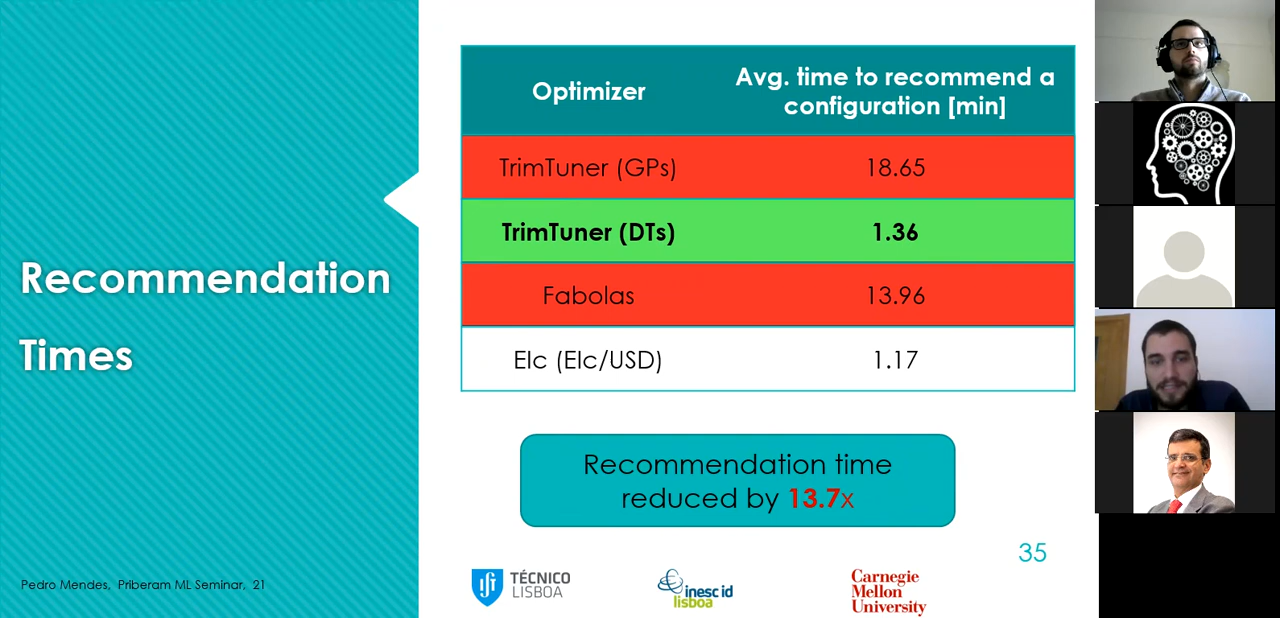 Recommendation
Times
Optimizer
Avg. time to recommend a
configuration [min]
TrimTuner (GPs)
18.65
TrimTuner (DTs)
1.36
Fabolas
13.96
EIc (EIc/USD)
1.17
Recommendation time
reduced by 13.7x
35
Pedro Mendes, Priberam ML Seminar, 21
TÉCNICO
LISBOA
inesc id
lisboa
Carnegie
Mellon
University